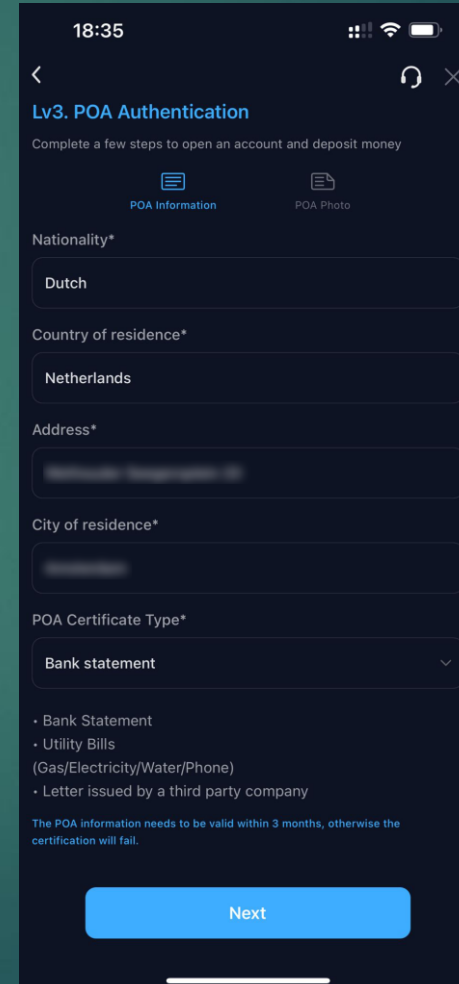 18:35
Lv3. POA Authentication
Complete a few steps to open an account and deposit money
POA Information
POA Photo
Nationality*
Dutch
Country of residence*
Netherlands
Address*
City of residence*
POA Certificate Type*
Bank statement
• Bank Statement
• Utility Bills
(Gas/Electricity/Water/Phone)
• Letter issued by a third party company
The POA information needs to be valid within 3 months, otherwise the
certification will fail.
Next